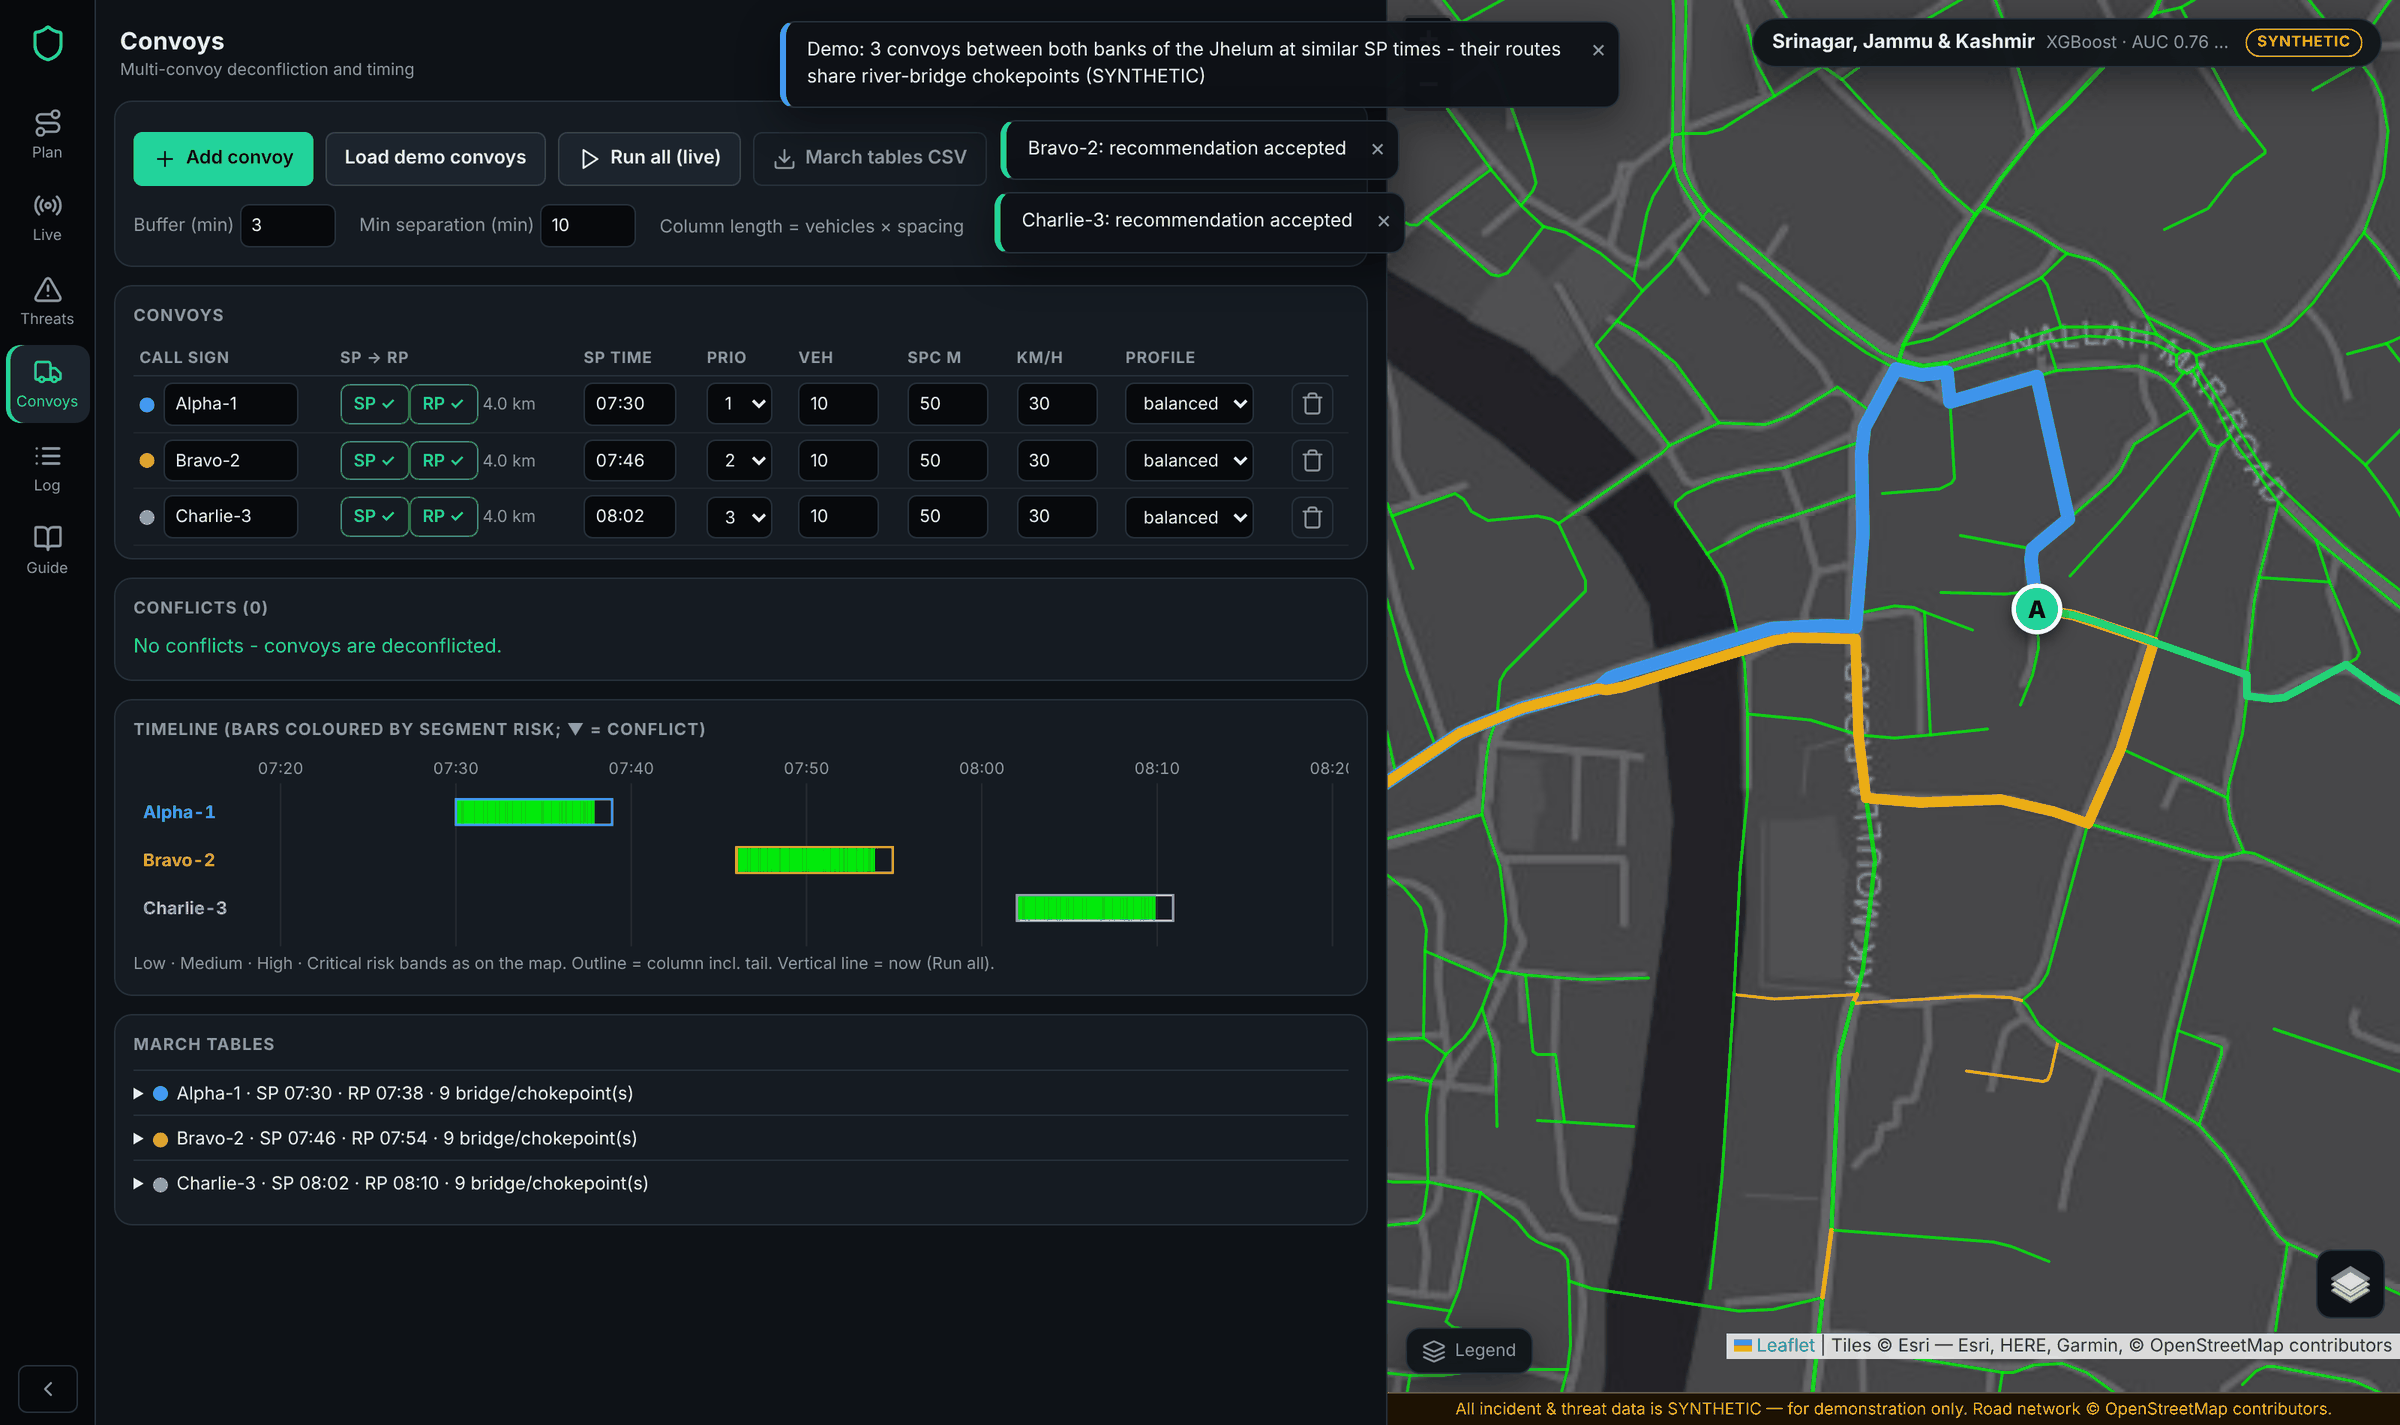 Convoys
Multi-convoy deconfliction and timing
Plan
Live
Threats
Convoys
Log
Guide
Demo: 3 convoys between both banks of the Jhelum at similar SP times - their routes
share river-bridge chokepoints (SYNTHETIC)
Bravo-2: recommendation accepted
Charlie-3: recommendation accepted
Add convoy
Load demo convoys
Run all (live)
March tables CSV
Buffer (min) 3 Min separation (min) 10 Column length = vehicles × spacing
CONVOYS
CALL SIGN SP → RP SP TIME PRIO VEH SPC M KM/H PROFILE
Alpha-1 SP ✓ RP ✓ 4.0 km 07:30 1 10 50 30 balanced
Bravo-2 SP ✓ RP ✓ 4.0 km 07:46 2 10 50 30 balanced
Charlie-3 SP ✓ RP ✓ 4.0 km 08:02 3 10 50 30 balanced
CONFLICTS (0)
No conflicts - convoys are deconflicted.
TIMELINE (BARS COLOURED BY SEGMENT RISK; ▼ = CONFLICT)
07:20 07:30 07:40 07:50 08:00 08:10 08:20
Alpha-1
Bravo-2
Charlie-3
Low · Medium · High · Critical risk bands as on the map. Outline = column incl. tail. Vertical line = now (Run all).
MARCH TABLES
▶ Alpha-1 · SP 07:30 · RP 07:38 · 9 bridge/chokepoint(s)
▶ Bravo-2 · SP 07:46 · RP 07:54 · 9 bridge/chokepoint(s)
▶ Charlie-3 · SP 08:02 · RP 08:10 · 9 bridge/chokepoint(s)
Srinagar, Jammu & Kashmir XGBoost · AUC 0.76 ... SYNTHETIC
NALLAH MAR ROAD
A
Legend
Leaflet | Tiles © Esri — Esri, HERE, Garmin, © OpenStreetMap contributors
All incident & threat data is SYNTHETIC — for demonstration only. Road network © OpenStreetMap contributors.